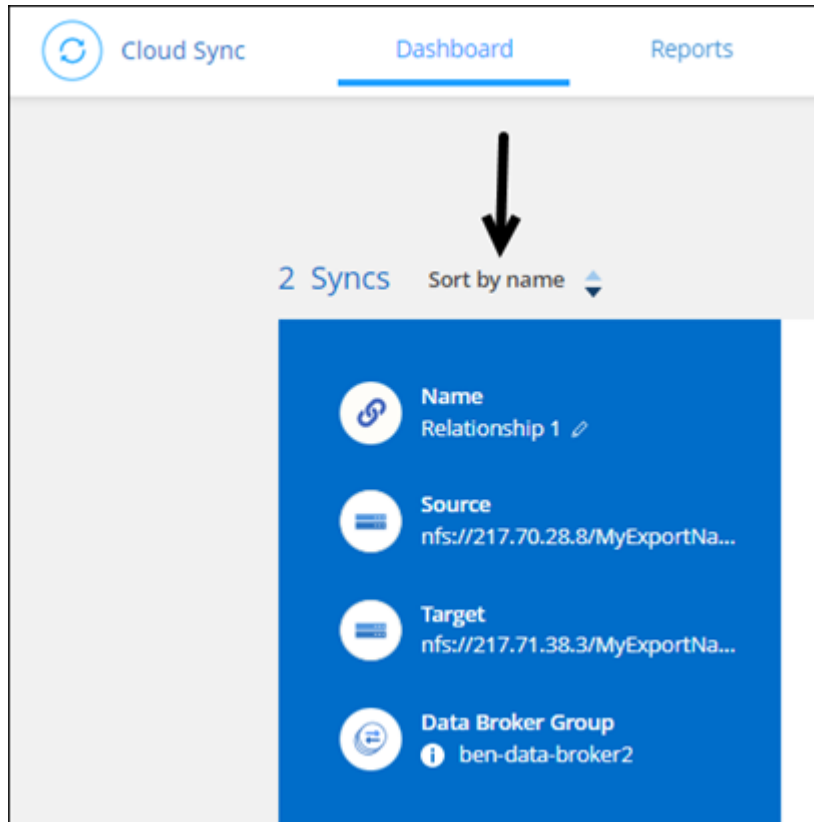 Cloud Sync Dashboard Reports
2 Syncs Sort by name
Name
Relationship 1
Source
nfs://217.70.28.8/MyExportNa...
Target
nfs://217.71.38.3/MyExportNa...
Data Broker Group
ben-data-broker2